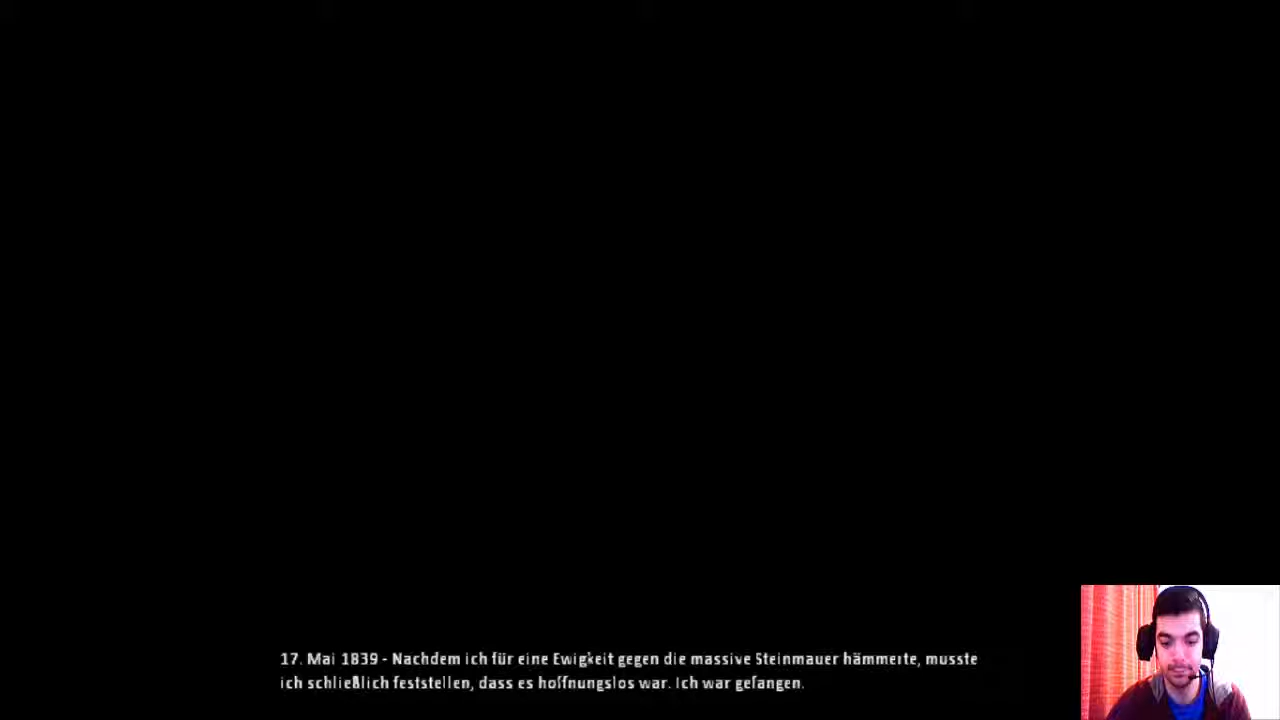 17. Mai 1839 - Nachdem ich für eine Ewigkeit gegen die massive Steinmauer hämmerte, musste
ich schließlich feststellen, dass es hoffnungslos war. Ich war gefangen.